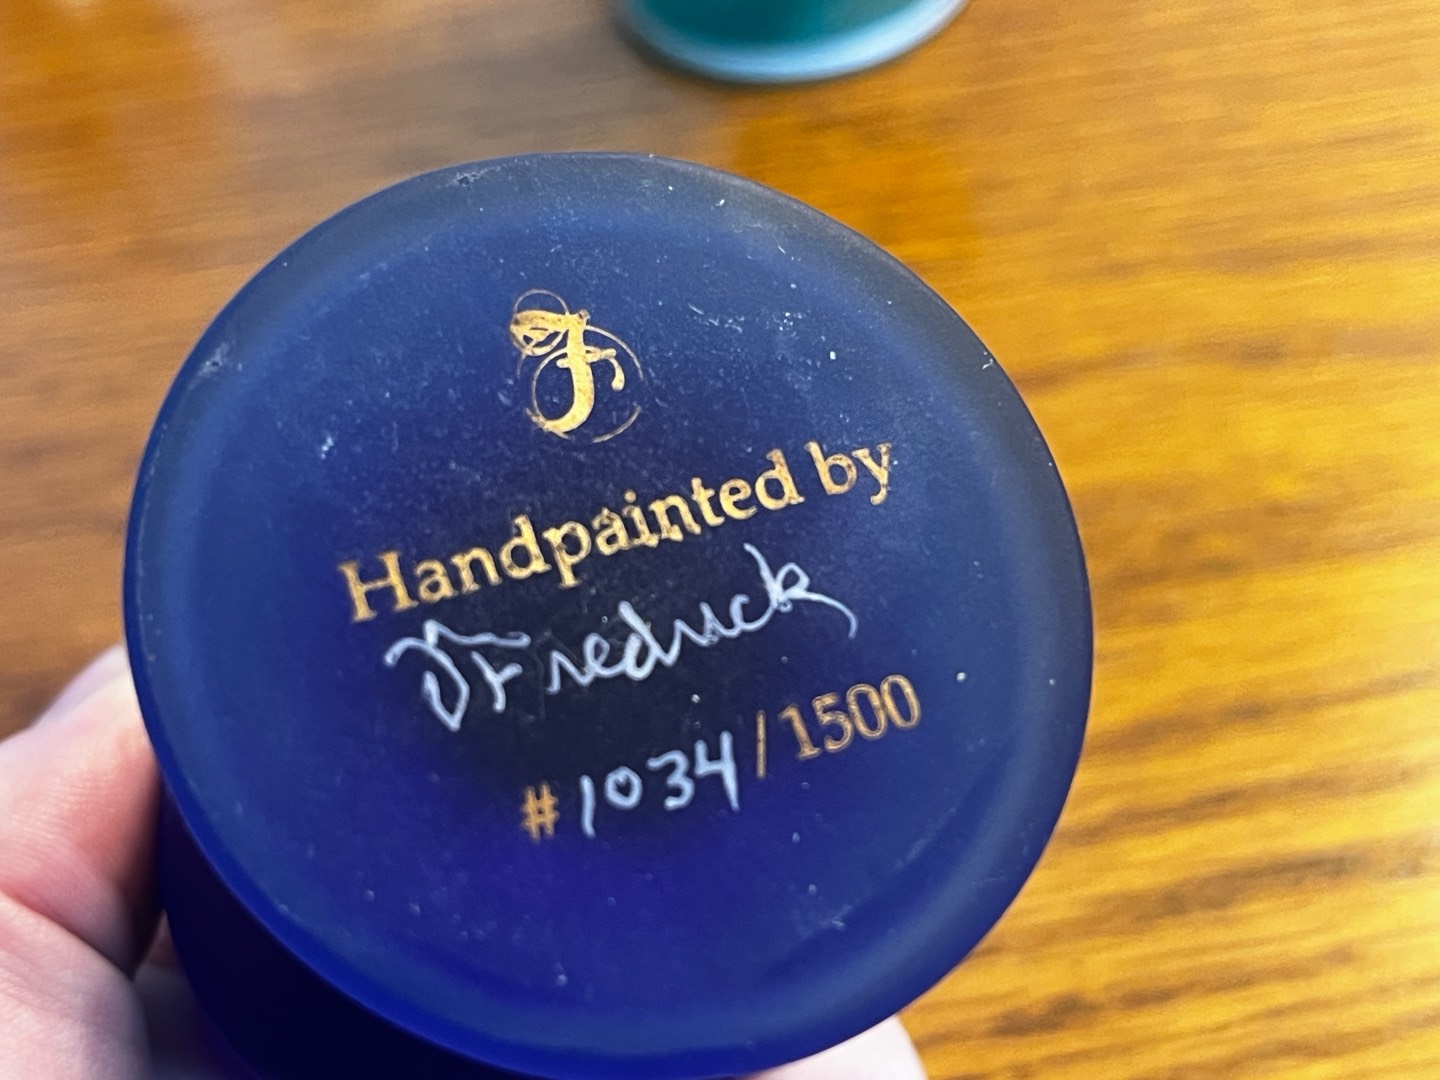 F
Handpainted by
D Fredrick
#1034/1500